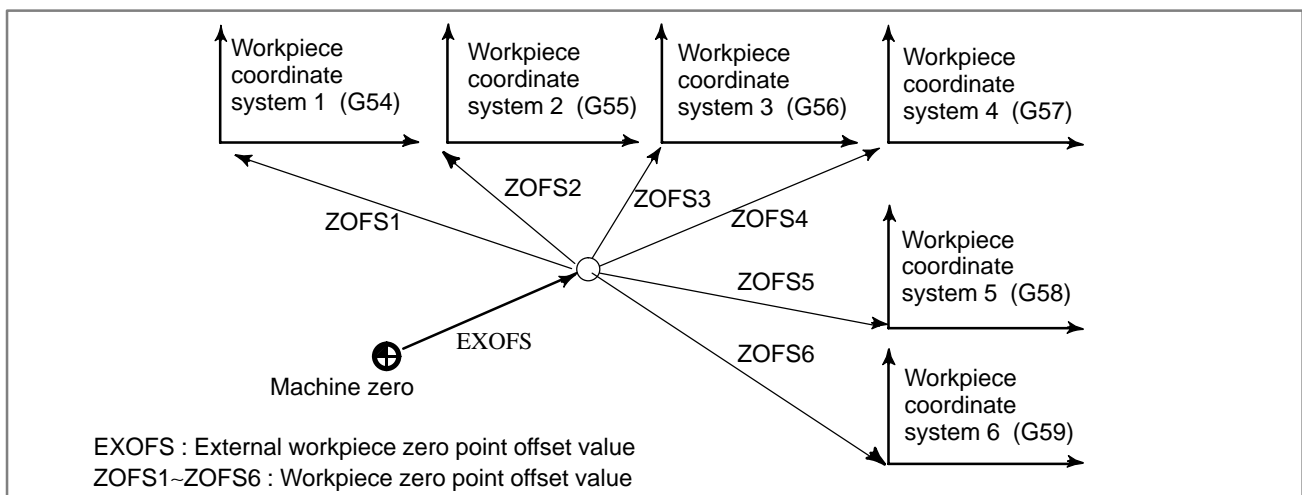 Workpiece
coordinate
system 1 (G54)
Workpiece
coordinate
system 2 (G55)
Workpiece
coordinate
system 3 (G56)
Workpiece
coordinate
system 4 (G57)
ZOFS1
ZOFS2
ZOFS3
ZOFS4
ZOFS5
Workpiece
coordinate
system 5 (G58)
EXOFS
ZOFS6
Machine zero
Workpiece
coordinate
system 6 (G59)
EXOFS : External workpiece zero point offset value
ZOFS1~ZOFS6 : Workpiece zero point offset value